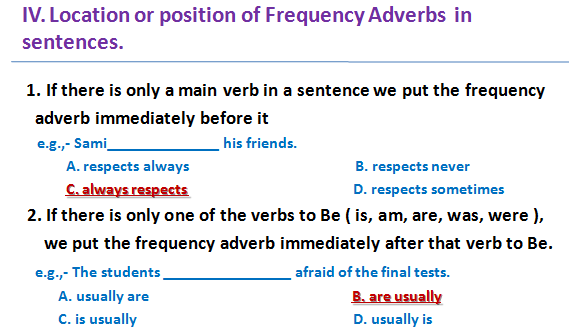 IV. Location or position of Frequency Adverbs in
sentences.
1. If there is only a main verb in a sentence we put the frequency
adverb immediately before it
e.g.,- Sami__________________ his friends.
A. respects always B. respects never
C. always respects D. respects sometimes
2. If there is only one of the verbs to Be ( is, am, are, was, were ),
we put the frequency adverb immediately after that verb to Be.
e.g.,- The students ____________________ afraid of the final tests.
A. usually are B. are usually
C. is usually D. usually is